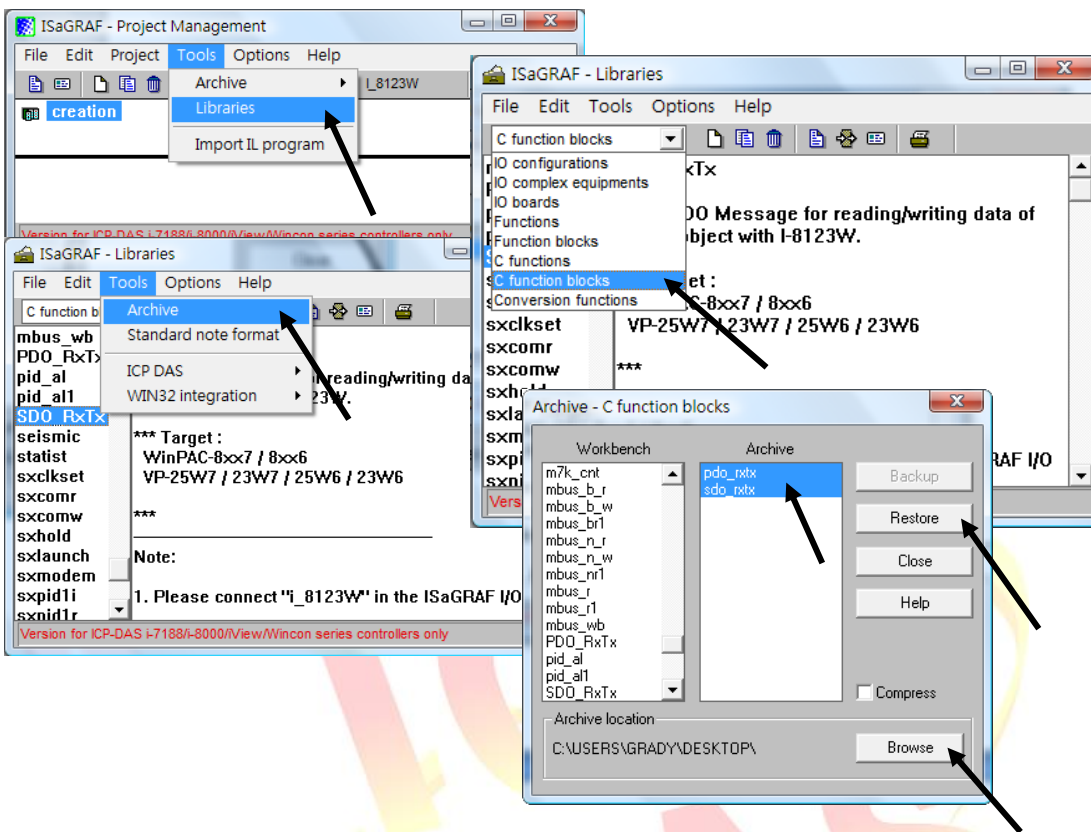 ISaGRAF - Project Management
File Edit Project Tools Options Help
I_8123W
Archive
Libraries
Import IL program
creation
Version for ICP-DAS i-7188/i-8000/iView/Wincon series controllers only
ISaGRAF - Libraries
File Edit Tools Options Help
C function blocks
IO configurations
IO complex equipments
IO boards
Functions
Function blocks
C functions
C function blocks
Conversion functions
xTx
DO Message for reading/writing data of
bject with I-8123W.
et :
C-8xx7 / 8xx6
VP-25W7 / 23W7 / 25W6 / 23W6
***
sxclkset
sxcomr
sxcomw
RAF I/O
ISaGRAF - Libraries
File Edit Tools Options Help
C function b
Archive
Standard note format
ICP DAS
WIN32 integration
mbus_wb
PDO_RxTx
pid_al
pid_al1
SDO_RxTx
seismic
statist
sxclkset
sxcomr
sxcomw
sxhold
sxlaunch
sxmodem
sxpid1i
sxpid1r
reading/writing da
*** Target :
WinPAC-8xx7 / 8xx6
VP-25W7 / 23W7 / 25W6 / 23W6
***
Note:
1. Please connect "i_8123W" in the ISaGRAF I/O
Version for ICP-DAS i-7188/i-8000/iView/Wincon series controllers only
Archive - C function blocks
Workbench
Archive
m7k_cnt
mbus_b_r
mbus_b_w
mbus_br1
mbus_n_r
mbus_n_w
mbus_nr1
mbus_r
mbus_r1
mbus_wb
PDO_RxTx
pid_al
pid_al1
SDO_RxTx
pdo_rxtx
sdo_rxtx
Backup
Restore
Close
Help
Compress
Archive location
C:\USERS\GRADY\DESKTOP\
Browse